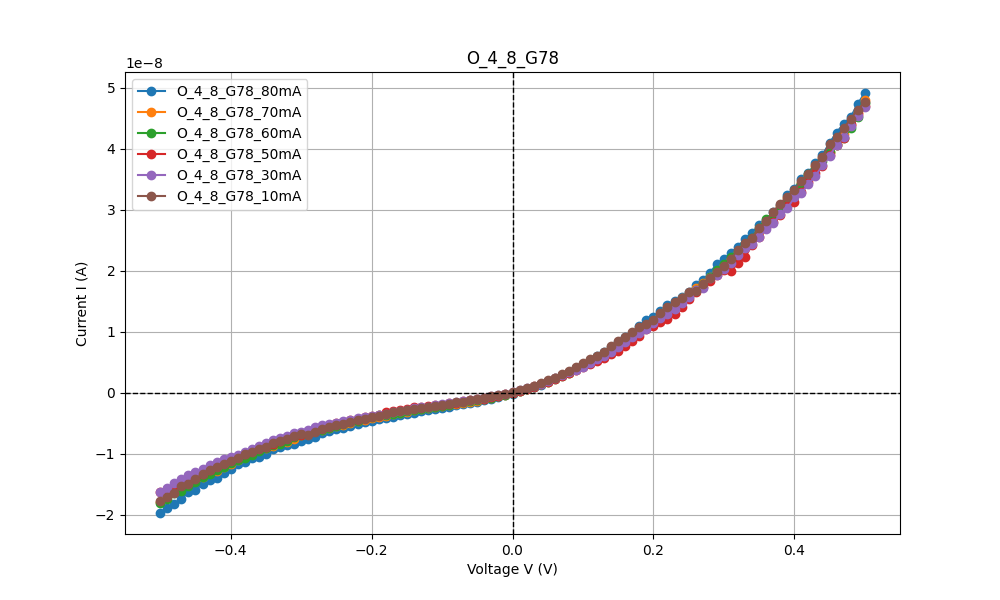 O_4_8_G78
1e−8
O_4_8_G78_80mA
O_4_8_G78_70mA
O_4_8_G78_60mA
O_4_8_G78_50mA
O_4_8_G78_30mA
O_4_8_G78_10mA
5
4
3
2
1
0
−1
−2
Current I (A)
−0.4 −0.2 0.0 0.2 0.4
Voltage V (V)